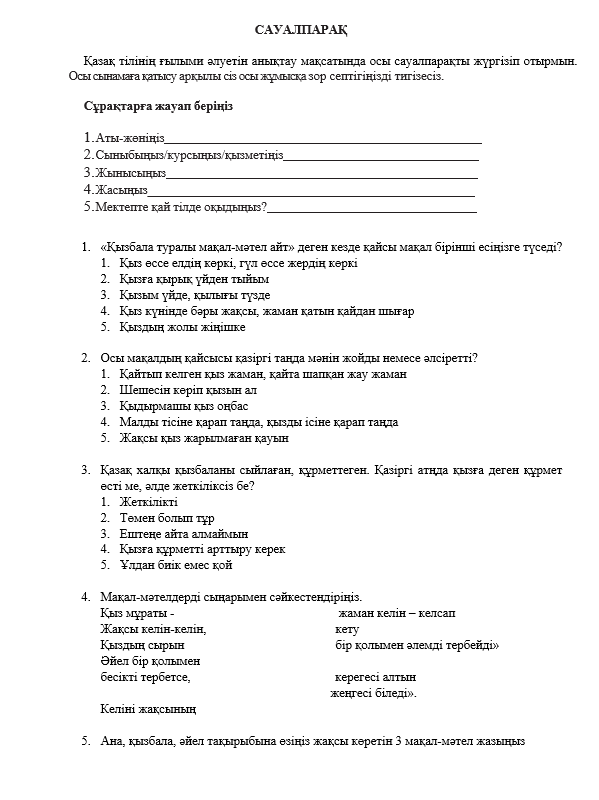 САУАЛПАРАҚ
Қазақ тілінің ғылыми әлуетін анықтау мақсатында осы сауалпарақты жүргізіп отырмын.
Осы сынамаға қатысу арқылы сіз осы жұмысқа зор септігіңізді тигізесіз.
Сұрақтарға жауап беріңіз
1. Аты-жөніңіз____________________
2. Сыныбыңыз/курсыңыз/қызметіңіз____________________
3. Жынысыңыз____________________
4. Жасыңыз____________________
5. Мектепте қай тілде оқыдыңыз?____________________
1. «Қызбала туралы мақал-мәтел айт» деген кезде қайсы мақал бірінші есіңізге түседі?
1. Қыз өссе елдің көркі, гүл өссе жердің көркі
2. Қызға қырық үйден тыйым
3. Қызым үйде, қылығы түзде
4. Қыз күнінде бәры жақсы, жаман қатын қайдан шығар
5. Қыздың жолы жіңішке
2. Осы мақалдың қайсысы қазіргі таңда мәнін жойды немесе әлсіретті?
1. Қайтып келген қыз жаман, қайта шапқан жау жаман
2. Шешесін көріп қызын ал
3. Қыдырмашы қыз оңбас
4. Малды тісіне қарап таңда, қызды ісіне қарап таңда
5. Жақсы қыз жарылмаған қауын
3. Қазақ халқы қызбаланы сыйлаған, құрметтеген. Қазіргі атңда қызға деген құрмет
өсті ме, әлде жеткіліксіз бе?
1. Жеткілікті
2. Төмен болып тұр
3. Ештеңе айта алмаймын
4. Қызға құрметті арттыру керек
5. Ұлдан биік емес қой
4. Мақал-мәтелдерді сыңарымен сәйкестендіріңіз.
Қыз мұраты - жаман келін – келсап
Жақсы келін-келін, кету
Қыздың сырын бір қолымен әлемді тербейді»
Әйел бір қолымен
бесікті тербетсе, керегесі алтын
жеңгесі біледі».
Келіні жақсының
5. Ана, қызбала, әйел тақырыбына өзіңіз жақсы көретін 3 мақал-мәтел жазыңыз